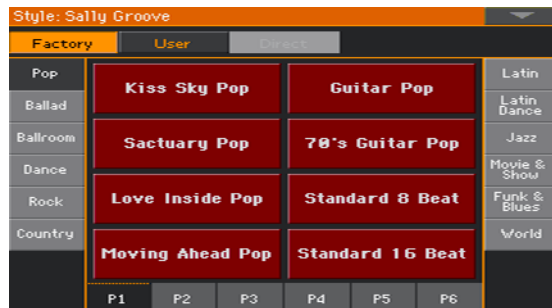 Style: Sally Groove
Factory User Direct
Pop
Ballad
Ballroom
Dance
Rock
Country
Kiss Sky Pop
Guitar Pop
Sactuary Pop
70's Guitar Pop
Love Inside Pop
Standard 8 Beat
Moving Ahead Pop
Standard 16 Beat
Latin
Latin
Dance
Jazz
Movie &
Show
Funk &
Blues
World
P1 P2 P3 P4 P5 P6